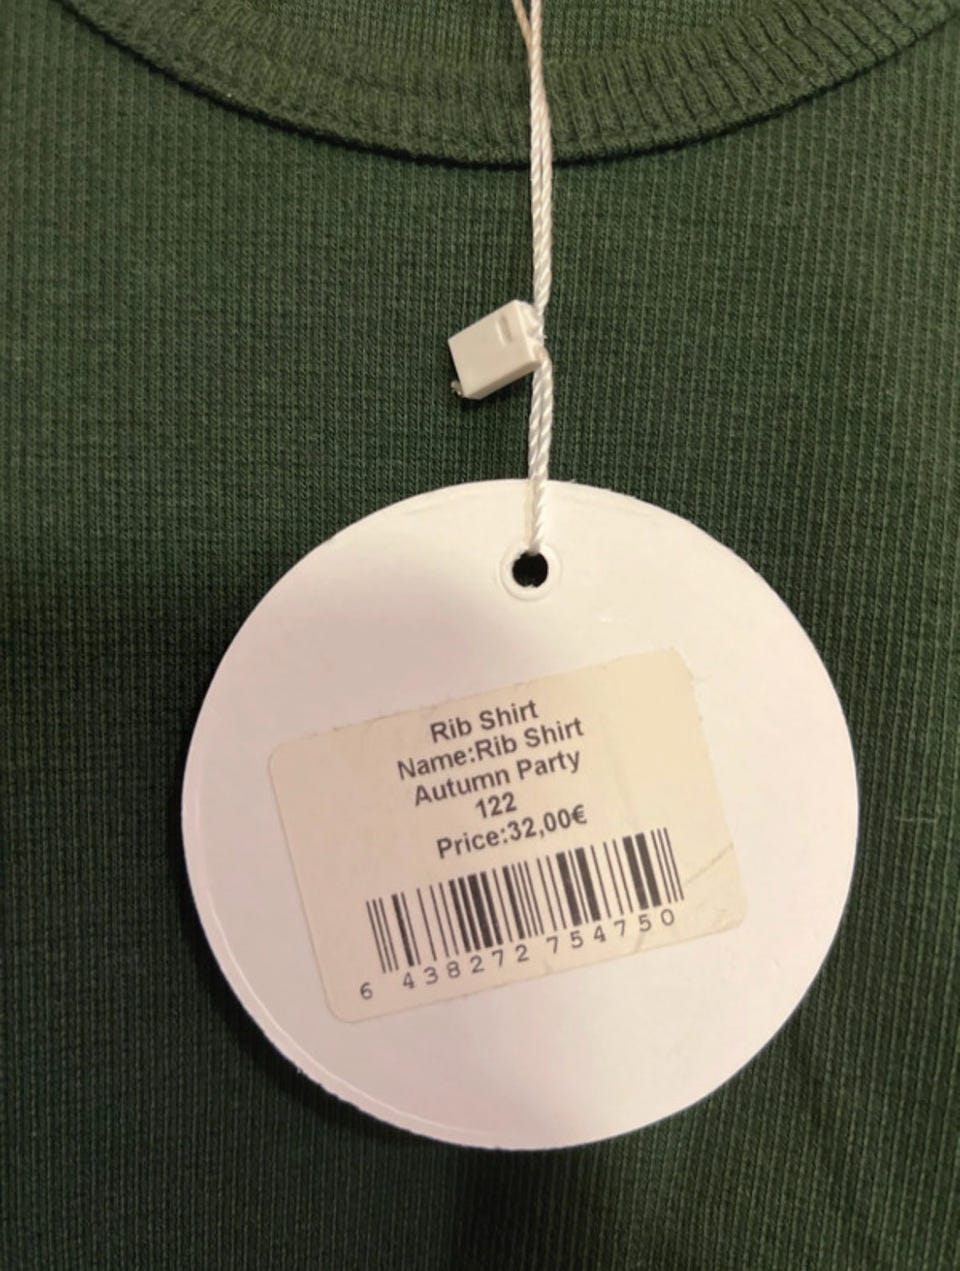 Rib Shirt
Name:Rib Shirt
Autumn Party
122
Price:32,00€
6 438272 754750